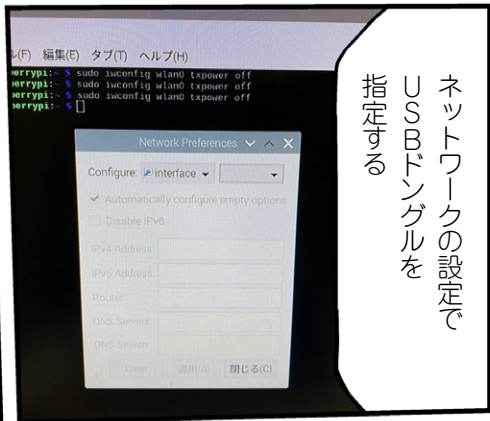 ネットワークの設定で
USBドングルを
指定する
ル(F) 編集(E) タブ(T) ヘルプ(H)
errypi:~ $ sudo iwconfig wlan0 txpower off
errypi:~ $ sudo iwconfig wlan0 txpower off
errypi:~ $ sudo iwconfig wlan0 txpower off
errypi:~ $
Network Preferences
Configure: interface
Automatically configure empty options
Disable IPv6
IPv4 Address:
IPv6 Address:
Router:
DNS Servers:
DNS Search:
Clear 適用(A) 閉じる(C)